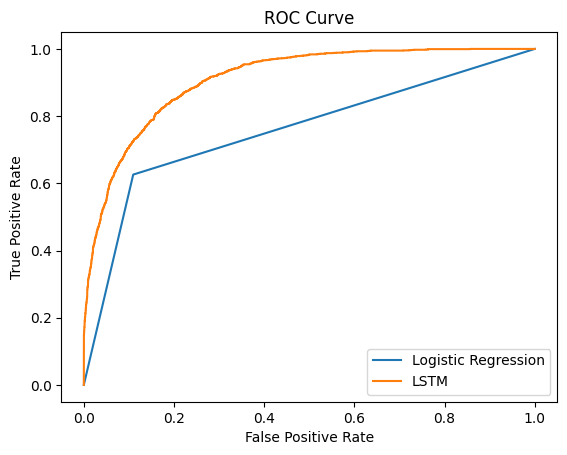 ROC Curve
True Positive Rate
1.0
0.8
0.6
0.4
0.2
0.0
0.0 0.2 0.4 0.6 0.8 1.0
False Positive Rate
Logistic Regression
LSTM